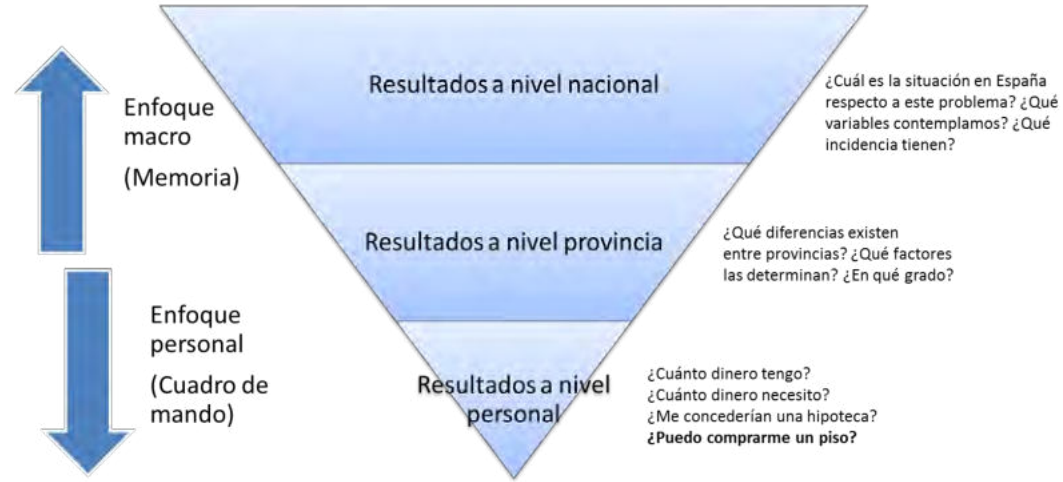 Enfoque
macro
(Memoria)
Resultados a nivel nacional
¿Cuál es la situación en España
respecto a este problema? ¿Qué
variables contemplamos? ¿Qué
incidencia tienen?
Resultados a nivel provincia
¿Qué diferencias existen
entre provincias? ¿Qué factores
las determinan? ¿En qué grado?
Enfoque
personal
(Cuadro de
mando)
Resultados a nivel
personal
¿Cuánto dinero tengo?
¿Cuánto dinero necesito?
¿Me concederían una hipoteca?
¿Puedo comprarme un piso?